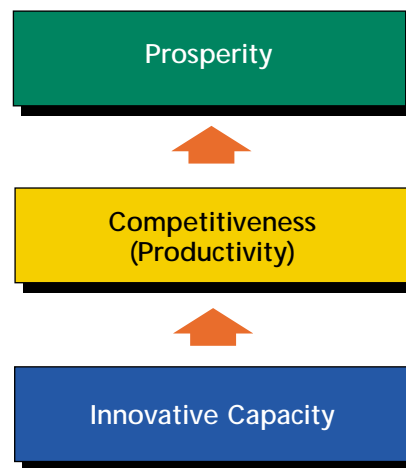 Prosperity
Competitiveness
(Productivity)
Innovative Capacity